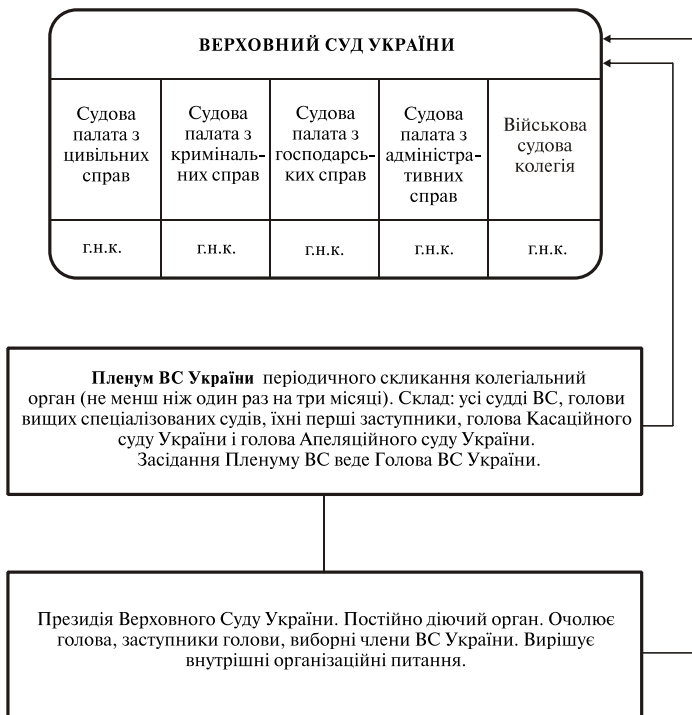 ВЕРХОВНИЙ СУД УКРАЇНИ
Судова
палата з
цивільних
справ
Судова
палата з
криміналь-
них справ
Судова
палата з
господарсь-
ких справ
Судова
палата з
адміністра-
тивних
справ
Військова
судова
колегія
г.н.к.
г.н.к.
г.н.к.
г.н.к.
г.н.к.
Пленум ВС України періодичного скликання колегіальний
орган (не менш ніж один раз на три місяці). Склад: усі судді ВС, голови
вищих спеціалізованих судів, їхні перші заступники, голова Касаційного
суду України і голова Апеляційного суду України.
Засідання Пленуму ВС веде Голова ВС України.
Президія Верховного Суду України. Постійно діючий орган. Очолює
голова, заступники голови, виборні члени ВС України. Вирішує
внутрішні організаційні питання.